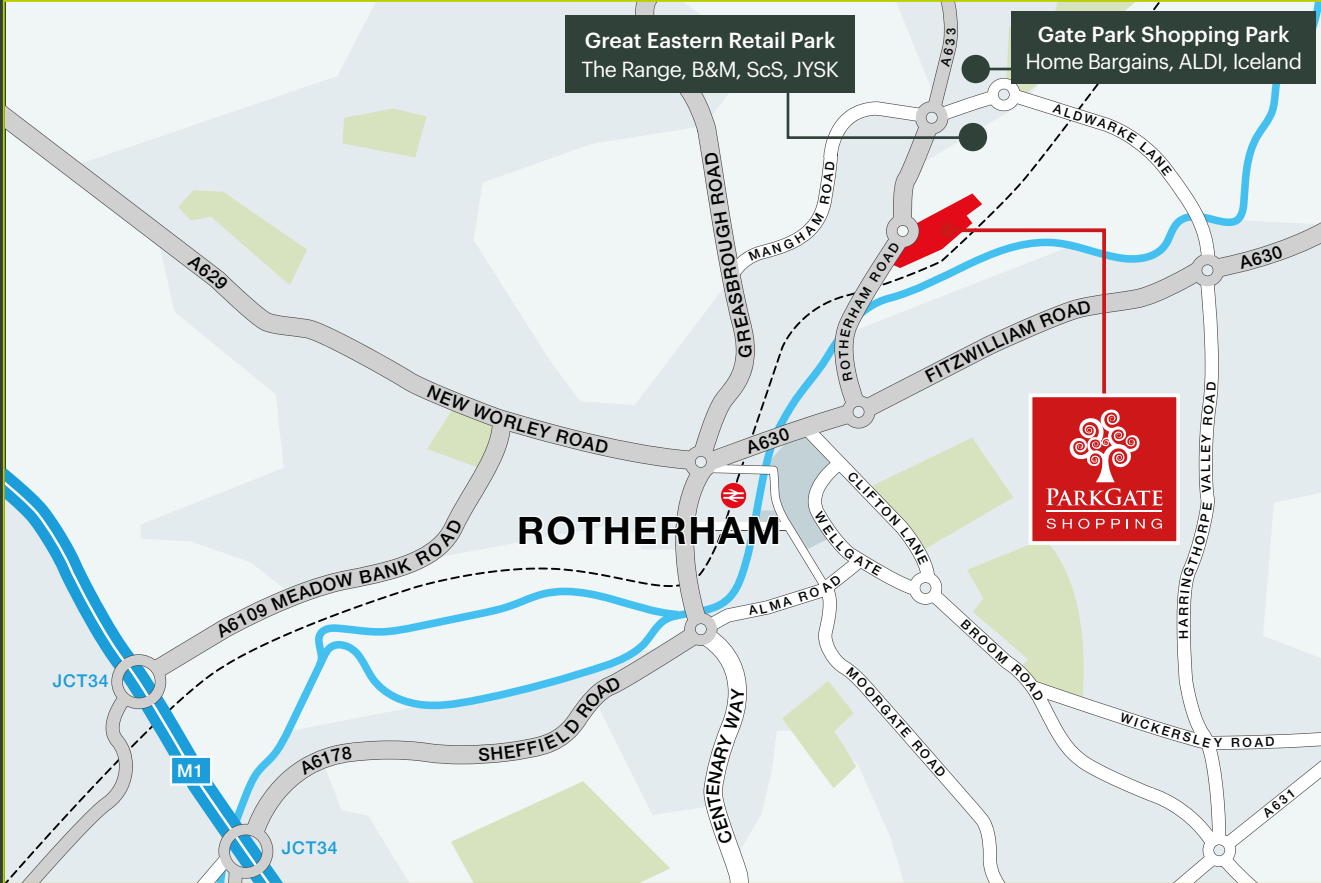 Great Eastern Retail Park
The Range, B&M, ScS, JYSK
A633
Gate Park Shopping Park
Home Bargains, ALDI, Iceland
ALDWARKE LANE
GREASBROUGH ROAD
MANGHAM ROAD
ROTHERHAM ROAD
A629
A630
FITZWILLIAM ROAD
NEW WORLEY ROAD
A630
PARKGATE
SHOPPING
HARRINGTHORPE VALLEY ROAD
CLIFTON LANE
WELLGATE
ROTHERHAM
A6109 MEADOW BANK ROAD
ALMA ROAD
BROOM ROAD
JCT34
MOORGATE ROAD
CENTENARY WAY
SHEFFIELD ROAD
WICKERSLEY ROAD
A6178
M1
A631
JCT34